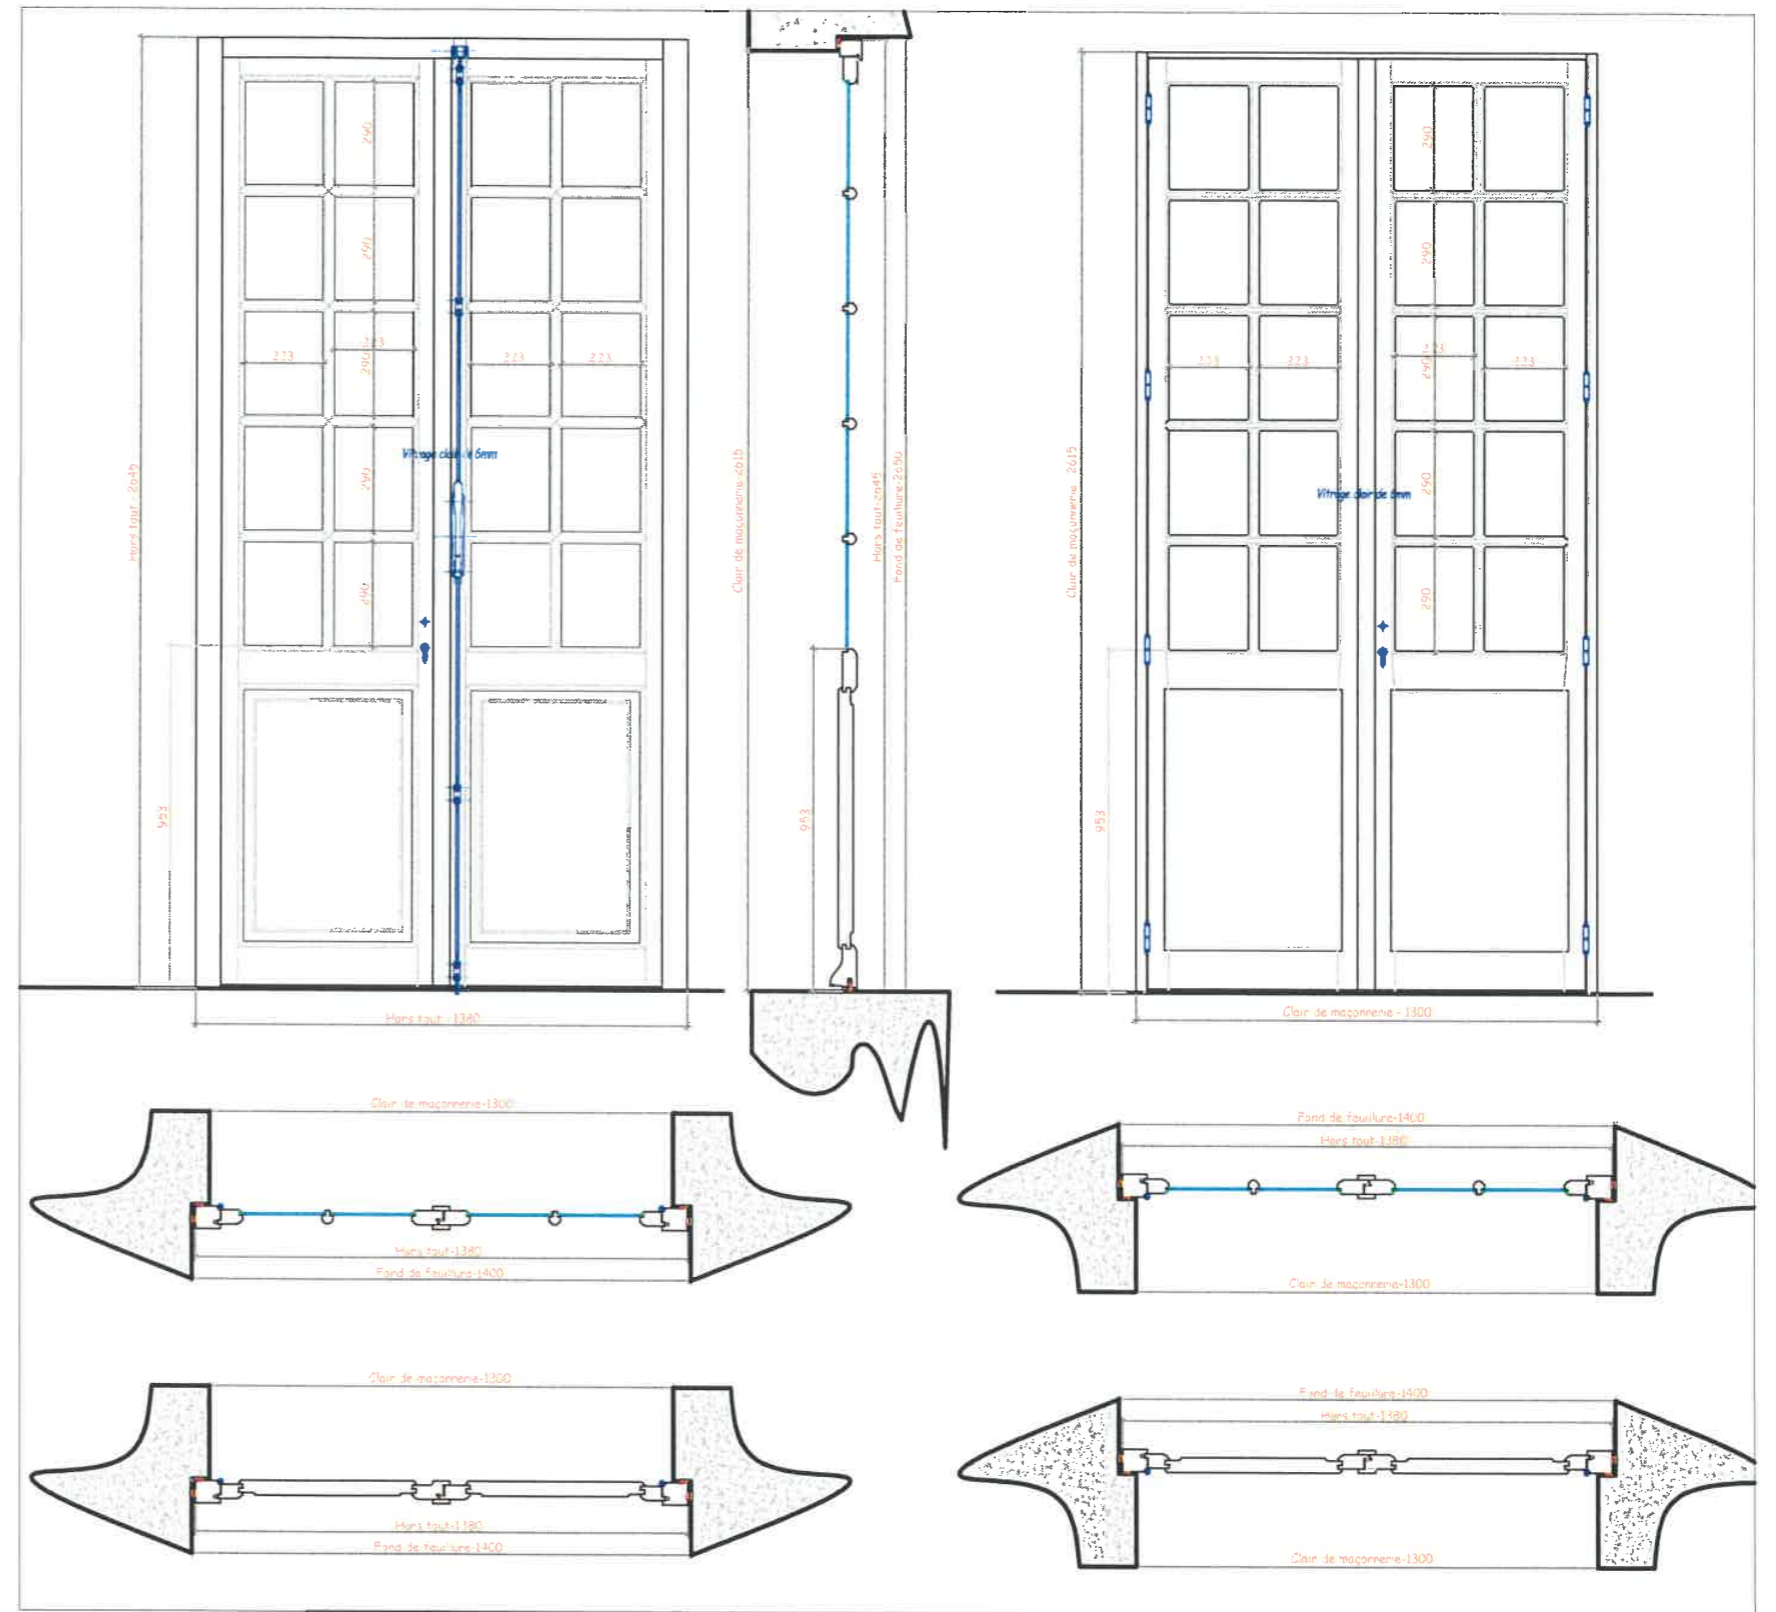 290
290
223
223
290
223
223
Vitrage clair de 6mm
290
290
Hors tout - 2645
953
Hors tout - 1380
Clair de maçonnerie-2615
Hors tout-2645
Fond de feuillure-2650
953
290
290
223
223
223
290
223
Vitrage clair de 6mm
290
290
Clair de maçonnerie - 2615
953
Clair de maçonnerie - 1300
Clair de maçonnerie-1300
Hors tout-1380
Fond de feuillure-1400
Fond de feuillure-1400
Hors tout-1380
Clair de maçonnerie-1300
Clair de maçonnerie-1300
Hors tout-1380
Fond de feuillure-1400
Fond de feuillure-1400
Hors tout-1380
Clair de maçonnerie-1300